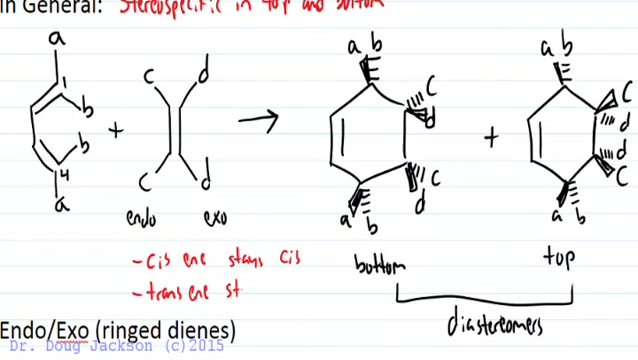 In General: Stereospecific in top and bottom
a
1
b
b
4
a
+
c d
c d
endo exo
a b
c
d
c
d
a b
+
a b
c
d
d
c
a b
- cis ene stays cis
- trans ene st
bottom
top
diastereomers
Endo/Exo (ringed dienes)
Dr. Doug Jackson (c)2015